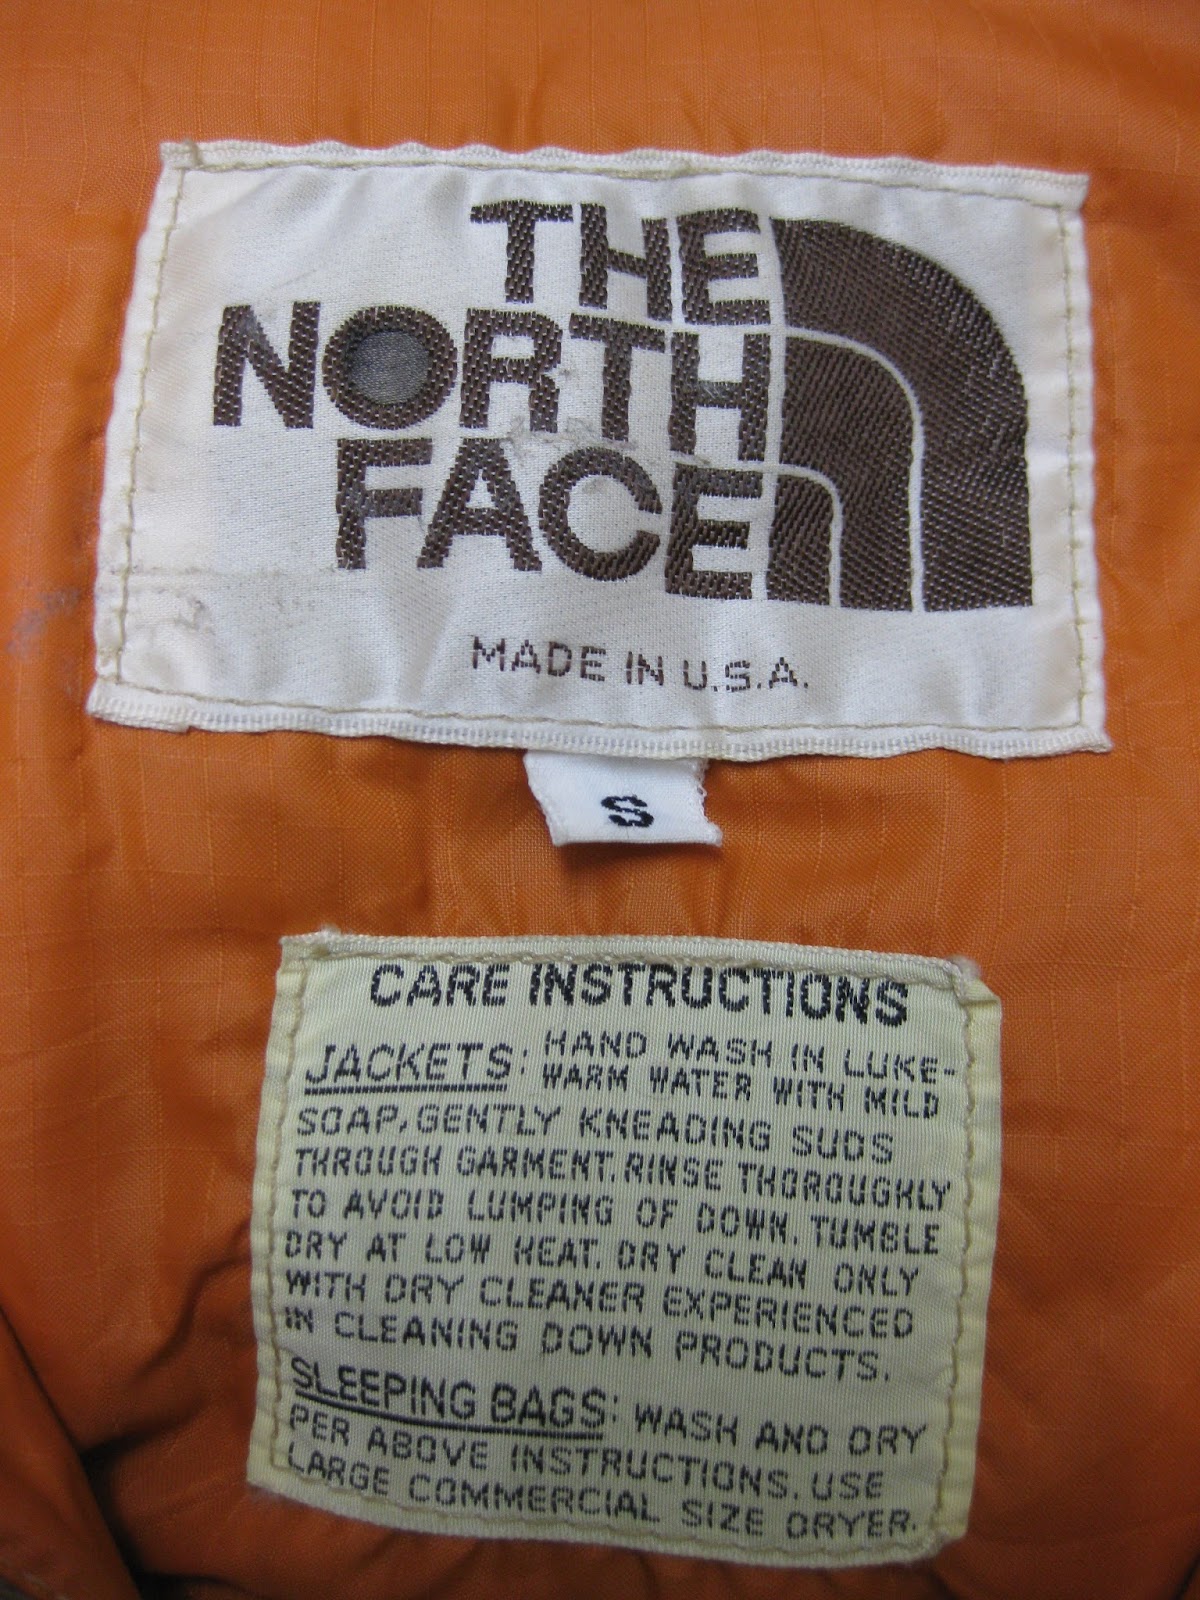 THE
NORTH
FACE
MADE IN U.S.A.
S
CARE INSTRUCTIONS
JACKETS: HAND WASH IN LUKE-
WARM WATER WITH MILD
SOAP, GENTLY KNEADING SUDS
THROUGH GARMENT. RINSE THOROUGHLY
TO AVOID LUMPING OF DOWN. TUMBLE
DRY AT LOW HEAT. DRY CLEAN ONLY
WITH DRY CLEANER EXPERIENCED
IN CLEANING DOWN PRODUCTS.
SLEEPING BAGS: WASH AND DRY
PER ABOVE INSTRUCTIONS. USE
LARGE COMMERCIAL SIZE DRYER.